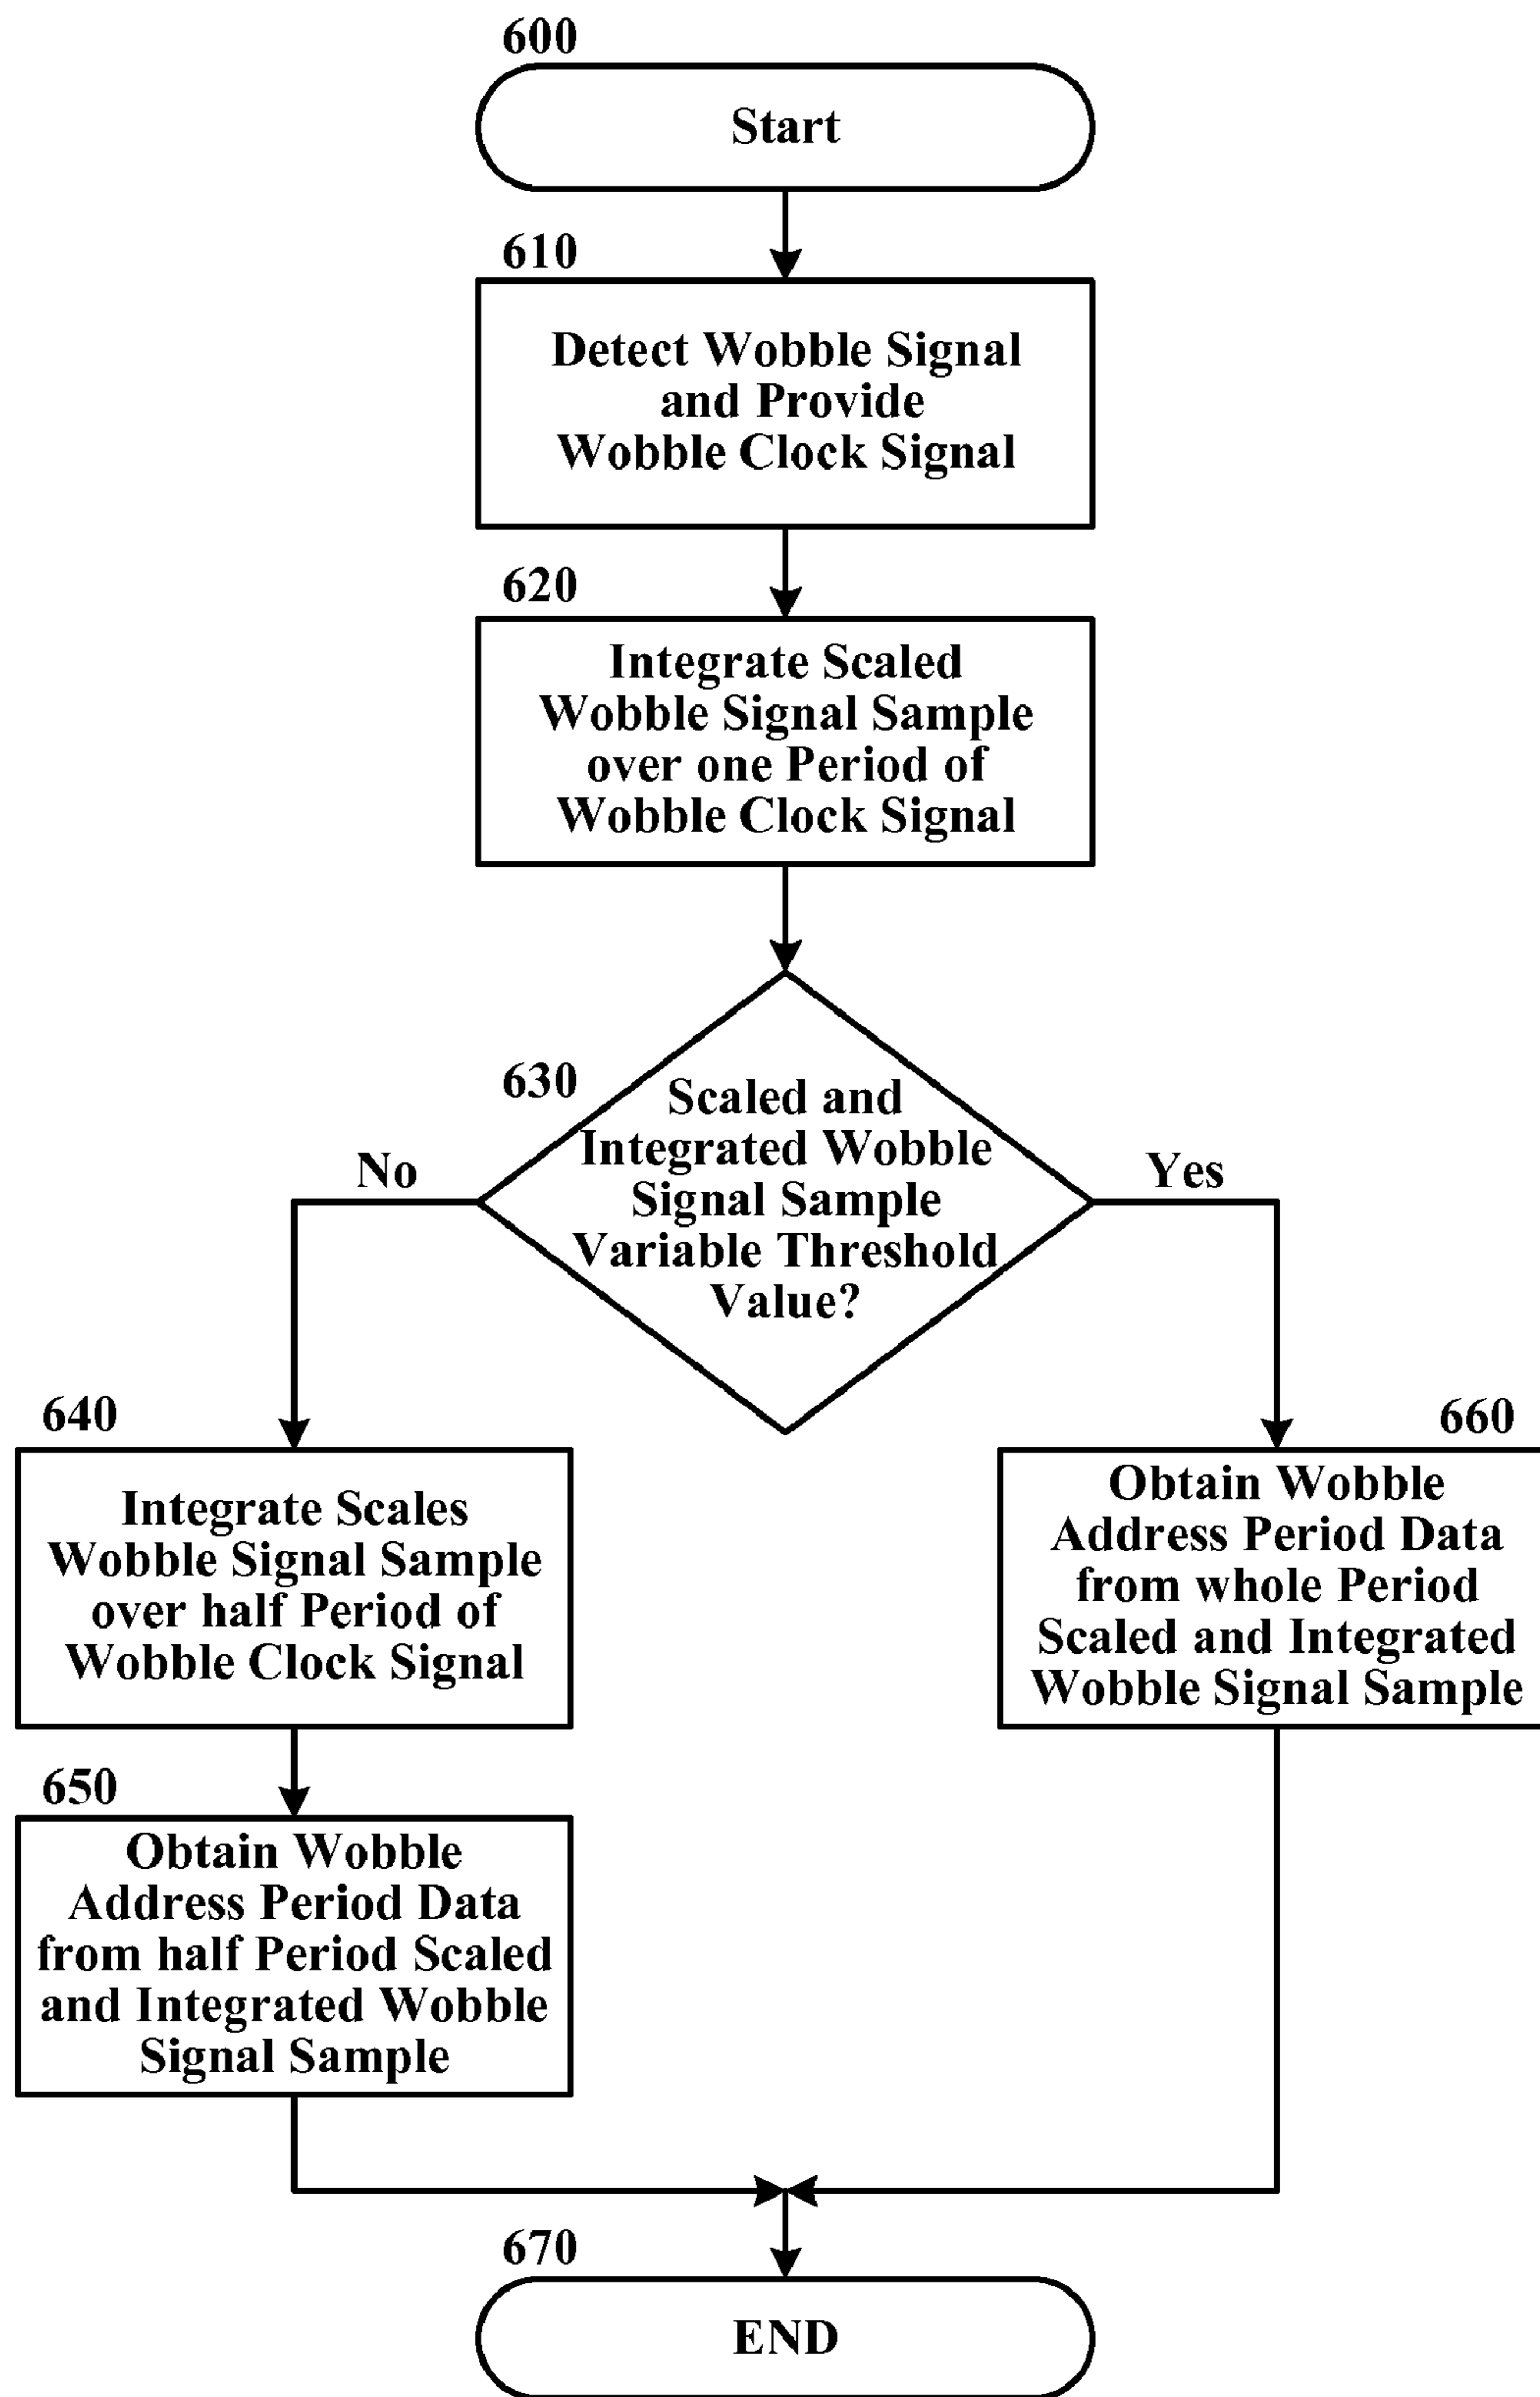 600
Start
610
Detect Wobble Signal
and Provide
Wobble Clock Signal
620
Integrate Scaled
Wobble Signal Sample
over one Period of
Wobble Clock Signal
630
Scaled and
Integrated Wobble
Signal Sample
Variable Threshold
Value?
No
Yes
640
Integrate Scales
Wobble Signal Sample
over half Period of
Wobble Clock Signal
660
Obtain Wobble
Address Period Data
from whole Period
Scaled and Integrated
Wobble Signal Sample
650
Obtain Wobble
Address Period Data
from half Period Scaled
and Integrated Wobble
Signal Sample
670
END